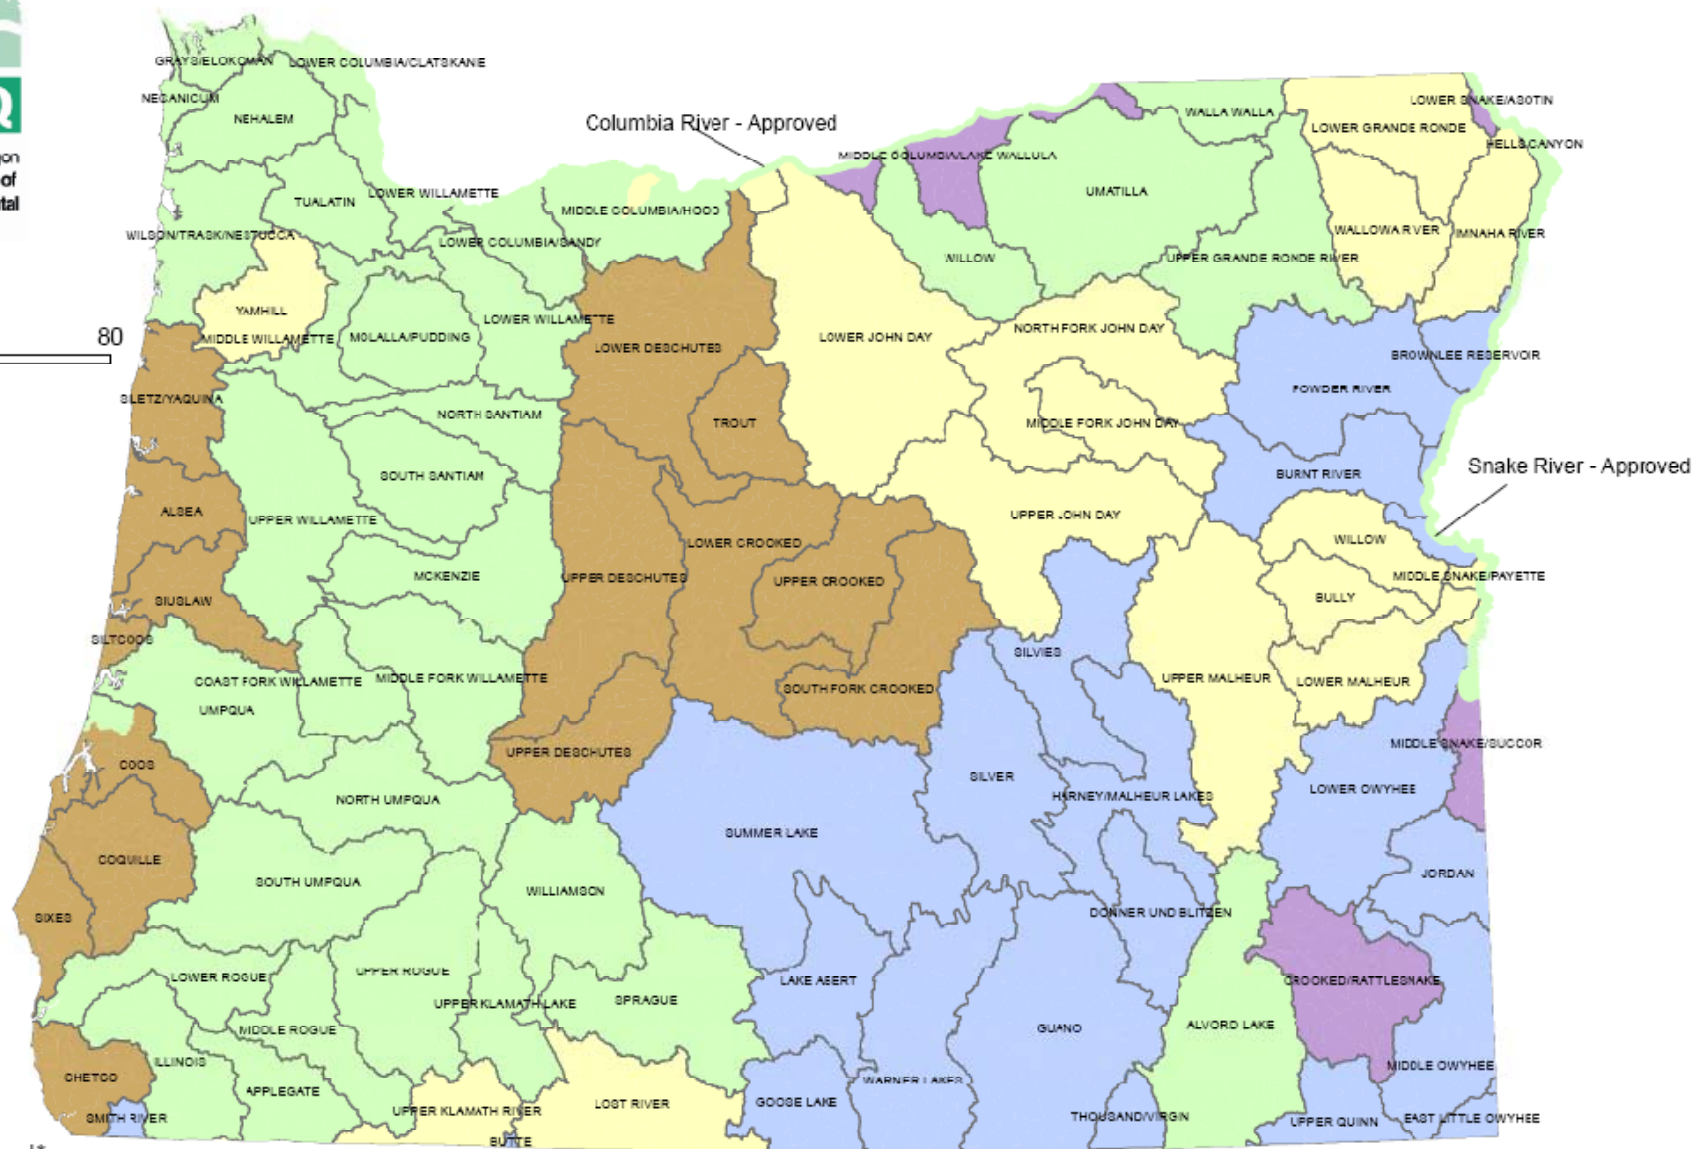 GRAYS/ELOKOMAN
LOWER COLUMBIA/CLATSKANE
NECANICUM
NEHALEM
LOWER SNAKE/ASOTIN
WALLA WALLA
Columbia River - Approved
LOWER GRANDE RONDE
HELLS CANYON
MIDDLE COLUMBIA/LAKE WALLULA
on
of
tal
LOWER WILLAMETTE
UMATILLA
TUALATIN
MIDDLE COLUMBIA/HOOD
WILSON/TRASK/NESTUCCA
LOWER COLUMBIA/SANDY
WALLOWA RIVER
IMNAHA RIVER
WILLOW
UPPER GRANDE RONDE RIVER
YAMHILL
LOWER WILLAMETTE
80
MIDDLE WILLAMETTE
MOLALLA/PUDDING
LOWER JOHN DAY
NORTH FORK JOHN DAY
LOWER DESCHUTES
BROWNLEE RESERVOIR
POWDER RIVER
SLETZ/YAQUINA
NORTH SANTIAM
TROUT
MIDDLE FORK JOHN DAY
Snake River - Approved
SOUTH SANTIAM
BURNT RIVER
ALSEA
UPPER WILLAMETTE
UPPER JOHN DAY
LOWER CROOKED
WILLOW
MCKENZIE
UPPER DESCHUTES
UPPER CROOKED
MIDDLE SNAKE/PAYETTE
SIUSLAW
BULLY
SILTCOOS
SILVIES
COAST FORK WILLAMETTE
MIDDLE FORK WILLAMETTE
SOUTH FORK CROOKED
UPPER MALHEUR
LOWER MALHEUR
UMPQUA
UPPER DESCHUTES
MIDDLE SNAKE/SUCCOR
COOS
SILVER
NORTH UMPQUA
HARNEY/MALHEUR LAKES
LOWER OWYHEE
SUMMER LAKE
COQUILLE
SOUTH UMPQUA
WILLIAMSON
JORDAN
SIXES
DONNER UND BLITZEN
LOWER ROGUE
UPPER ROGUE
UPPER KLAMATH LAKE
SPRAGUE
LAKE ABERT
CROOKED/RATTLESNAKE
MIDDLE ROGUE
GUANO
ALVORD LAKE
CHETCO
ILLINOIS
APPLEGATE
MIDDLE OWYHEE
WARNER LAKES
SMITH RIVER
UPPER KLAMATH RIVER
LOST RIVER
GOOSE LAKE
THOUSAND/VIRGIN
UPPER QUINN
EAST LITTLE OWYHEE
BUTTE